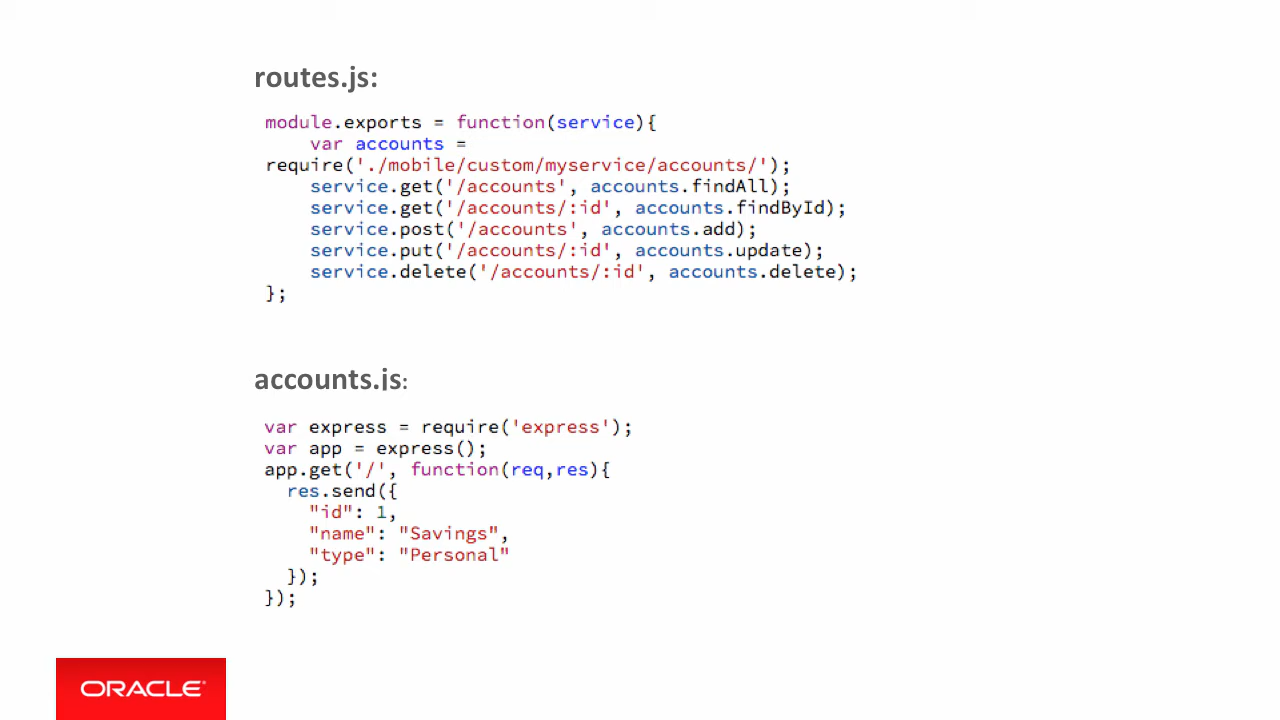 routes.js:
module.exports = function(service){
    var accounts =
require('./mobile/custom/myservice/accounts/');
    service.get('/accounts', accounts.findAll);
    service.get('/accounts/:id', accounts.findById);
    service.post('/accounts', accounts.add);
    service.put('/accounts/:id', accounts.update);
    service.delete('/accounts/:id', accounts.delete);
};
accounts.js:
var express = require('express');
var app = express();
app.get('/', function(req,res){
  res.send({
    "id": 1,
    "name": "Savings",
    "type": "Personal"
  });
});
ORACLE®